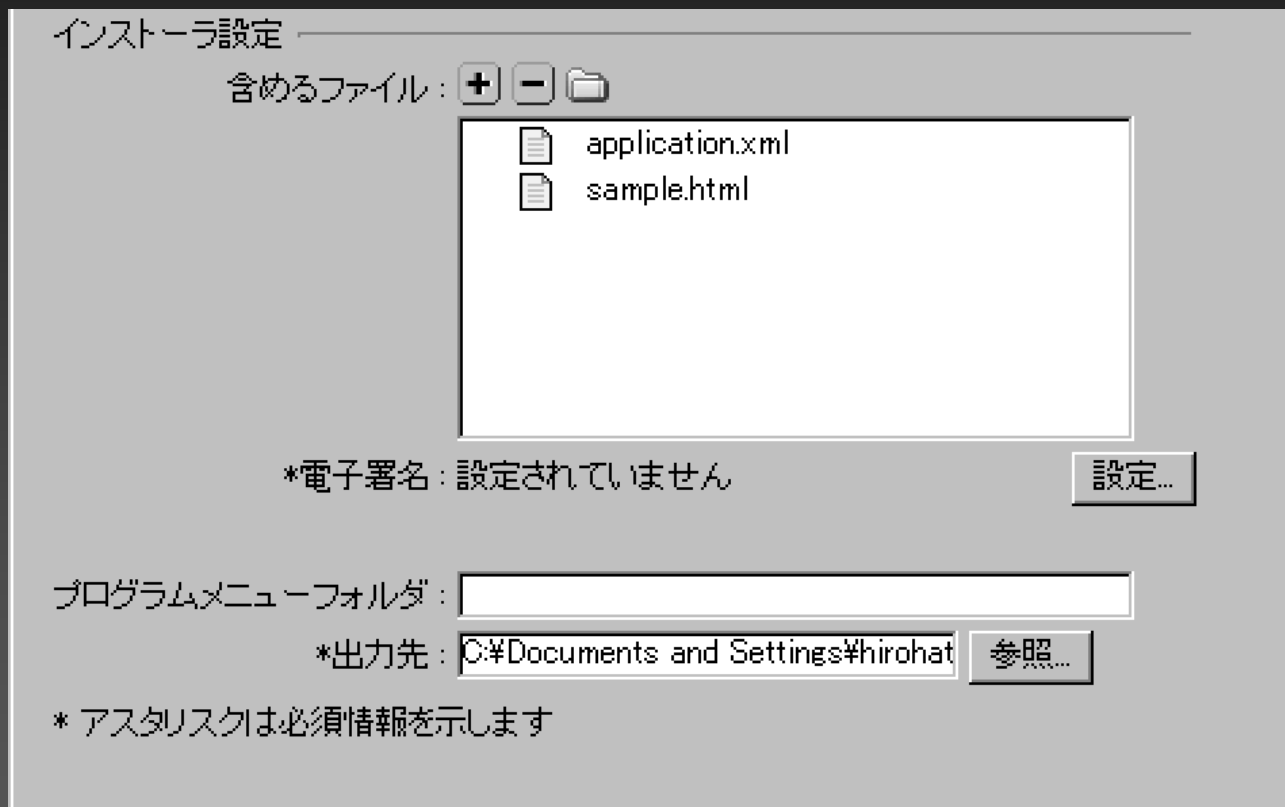 インストーラ設定
含めるファイル :
application.xml
sample.html
*電子署名 : 設定されていません 設定...
プログラムメニューフォルダ :
*出力先 : C:¥Documents and Settings¥hirohat 参照...
* アスタリスクは必須情報を示します